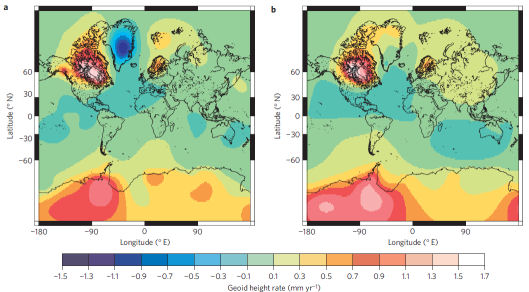 a
b
Latitude (° N)
60
30
0
−30
−60
−180
−90
0
90
Longitude (° E)
Latitude (° N)
60
30
0
−30
−60
−180
−90
0
90
Longitude (° E)
−1.5 −1.3 −1.1 −0.9 −0.7 −0.5 −0.3 −0.1 0.1 0.3 0.5 0.7 0.9 1.1 1.3 1.5 1.7
Geoid height rate (mm yr⁻¹)